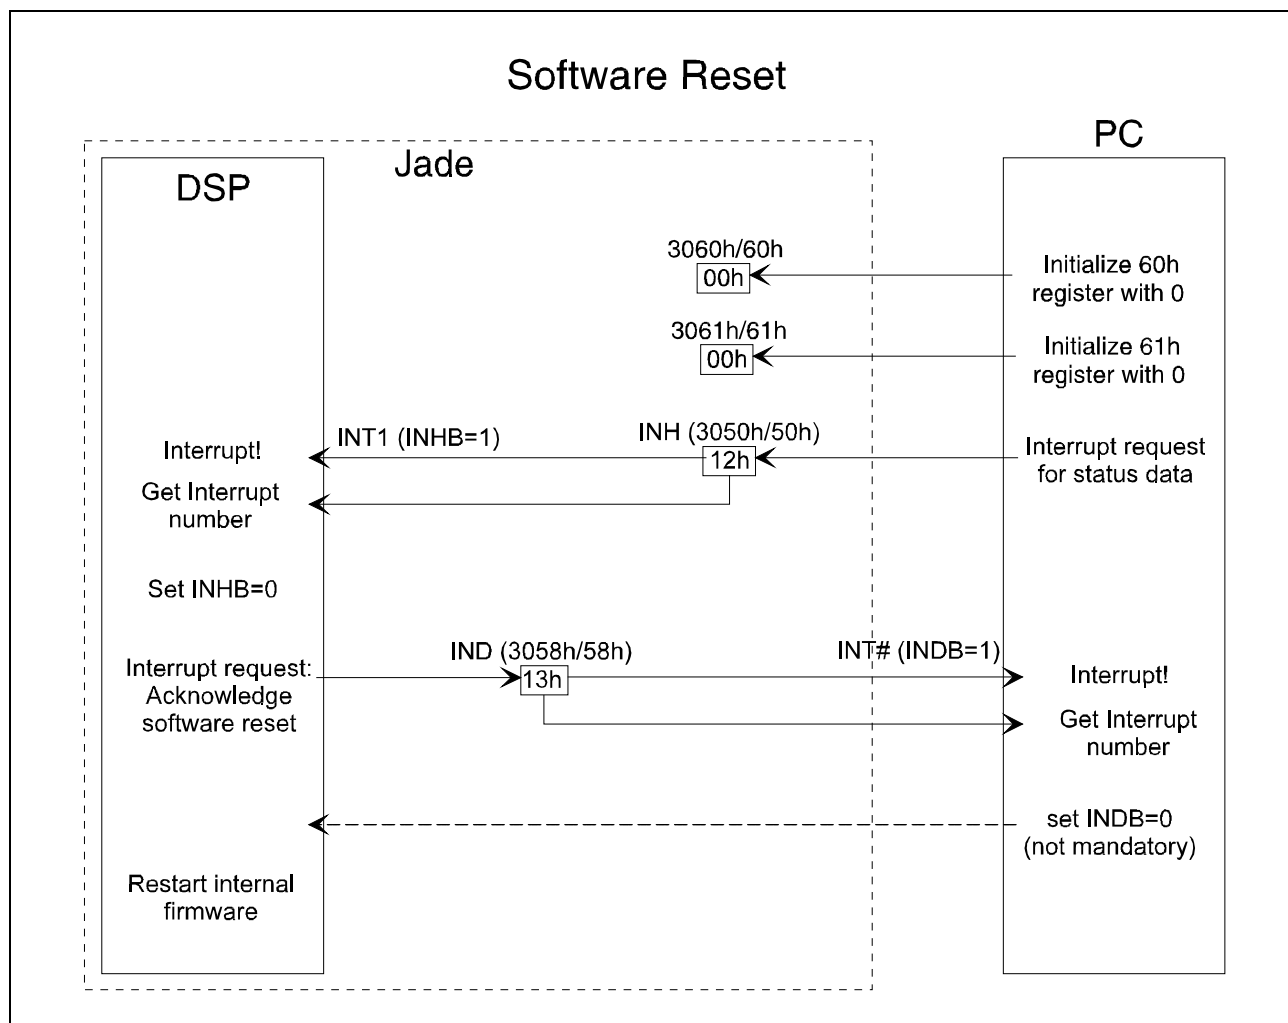 Software Reset
PC
Jade
DSP
3060h/60h
00h
Initialize 60h
register with 0
3061h/61h
00h
Initialize 61h
register with 0
INT1 (INHB=1)
INH (3050h/50h)
Interrupt!
12h
Interrupt request
for status data
Get Interrupt
number
Set INHB=0
IND (3058h/58h)
INT# (INDB=1)
Interrupt request:
Acknowledge
software reset
13h
Interrupt!
Get Interrupt
number
set INDB=0
(not mandatory)
Restart internal
firmware